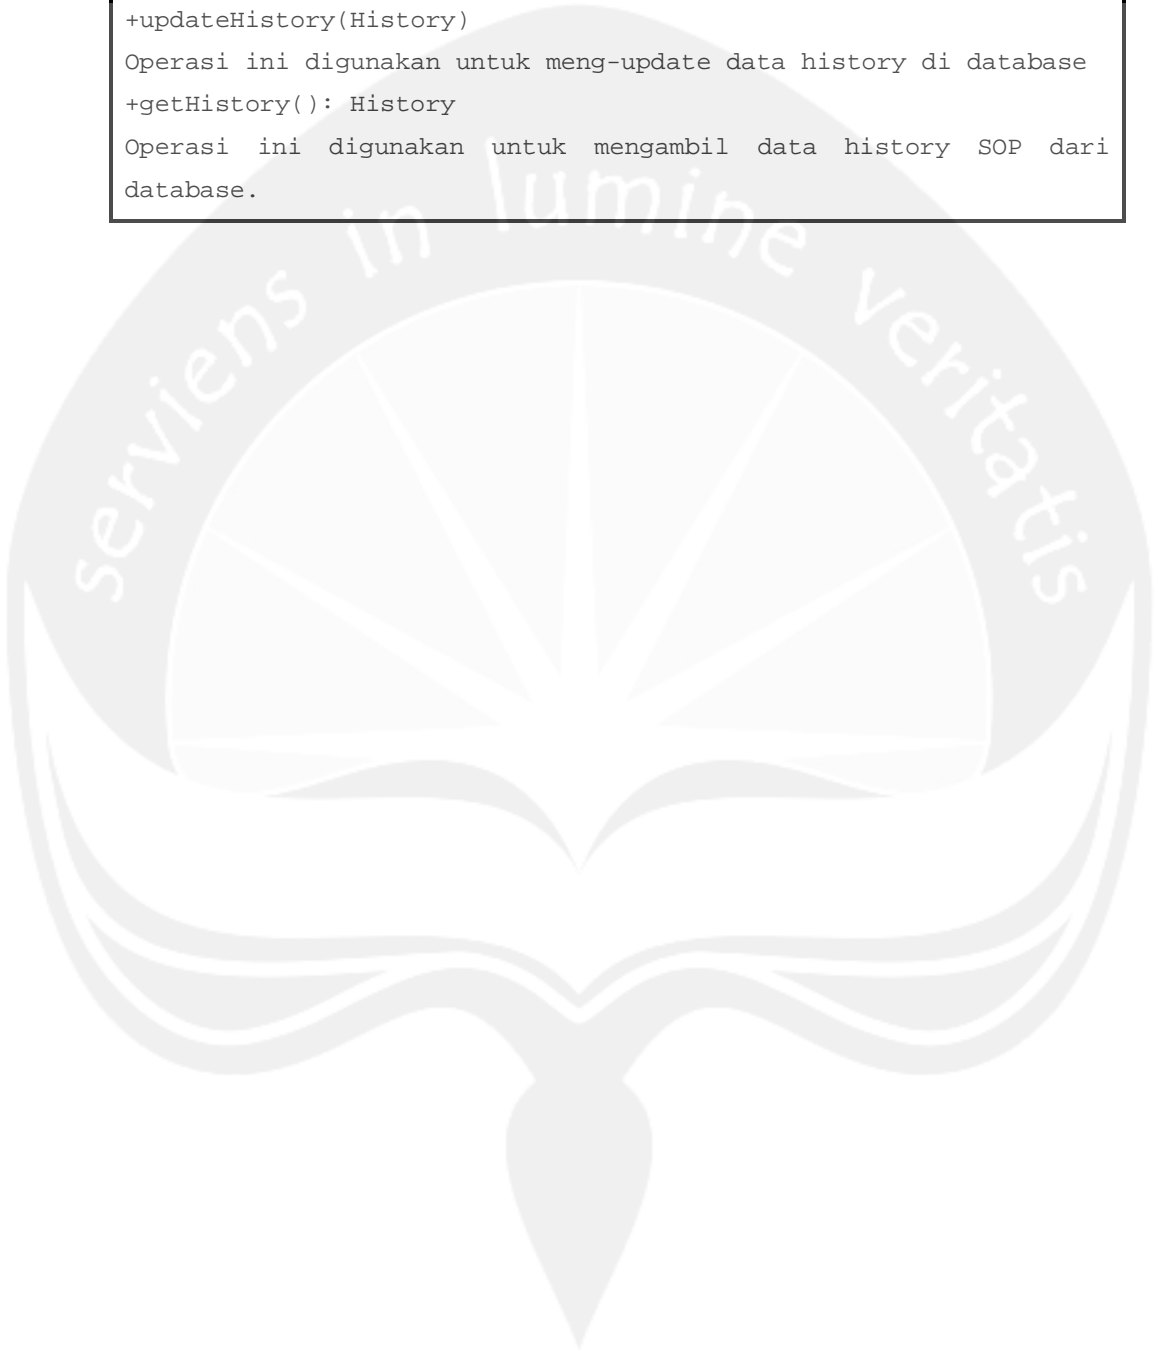 +updateHistory(History)
Operasi ini digunakan untuk meng-update data history di database
+getHistory(): History
Operasi ini digunakan untuk mengambil data history SOP dari
database.
serviens in lumine veritatis